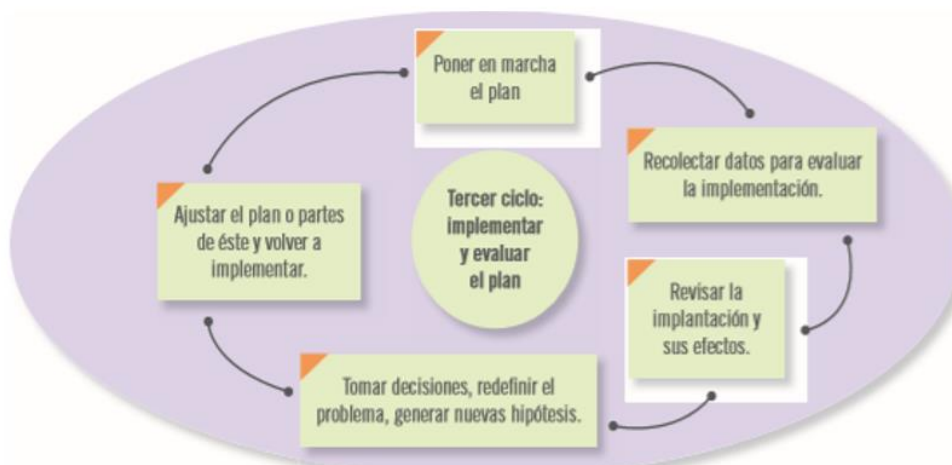 Poner en marcha
el plan
Recolectar datos para evaluar
la implementación.
Tercer ciclo:
implementar
y evaluar
el plan
Ajustar el plan o partes
de éste y volver a
implementar.
Revisar la
implantación y
sus efectos.
Tomar decisiones, redefinir el
problema, generar nuevas hipótesis.